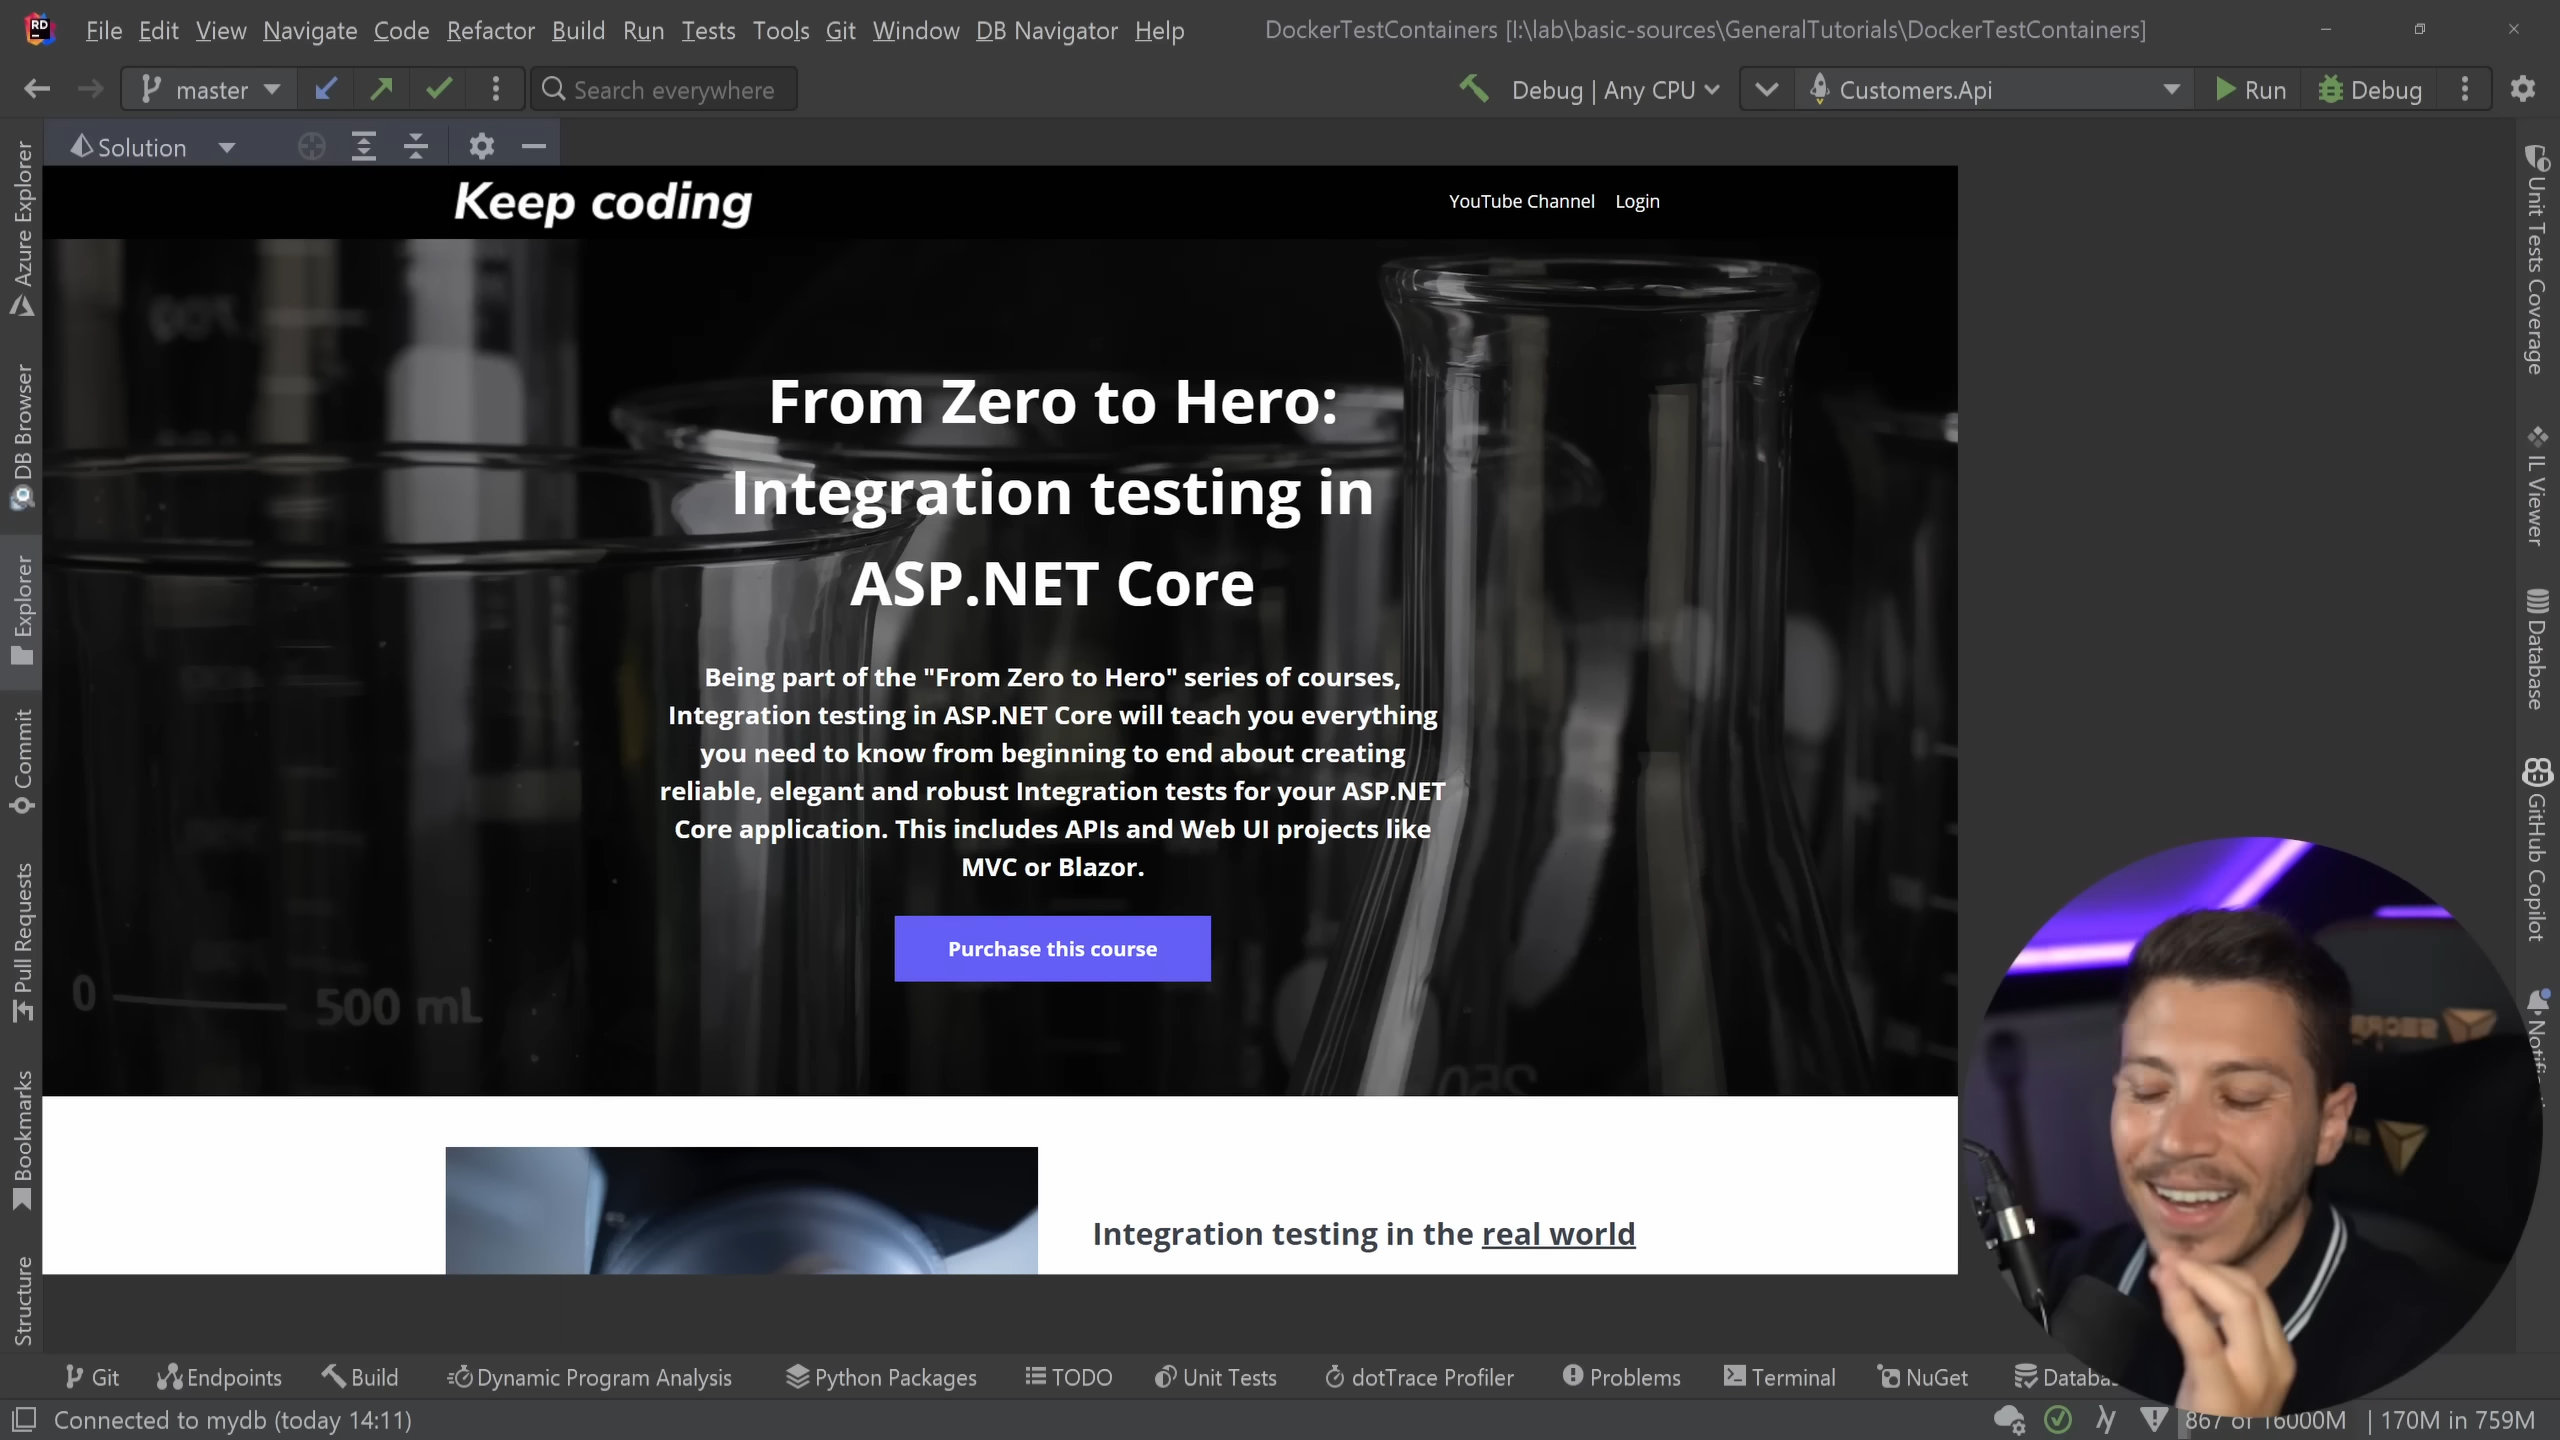 RD File Edit View Navigate Code Refactor Build Run Tests Tools Git Window DB Navigator Help DockerTestContainers [I:\lab\basic-sources\GeneralTutorials\DockerTestContainers]
master Search everywhere Debug | Any CPU Customers.Api Run Debug
Solution
Keep coding YouTube Channel Login
From Zero to Hero:
Integration testing in
ASP.NET Core
Being part of the "From Zero to Hero" series of courses,
Integration testing in ASP.NET Core will teach you everything
you need to know from beginning to end about creating
reliable, elegant and robust Integration tests for your ASP.NET
Core application. This includes APIs and Web UI projects like
MVC or Blazor.
Purchase this course
0 500 mL
250
Integration testing in the real world
Azure Explorer
DB Browser
Explorer
Commit
Pull Requests
Bookmarks
Structure
Unit Tests Coverage
IL Viewer
Database
GitHub Copilot
Git Endpoints Build Dynamic Program Analysis Python Packages TODO Unit Tests dotTrace Profiler Problems Terminal NuGet
Connected to mydb (today 14:11) 867 of 16000M | 170M in 759M